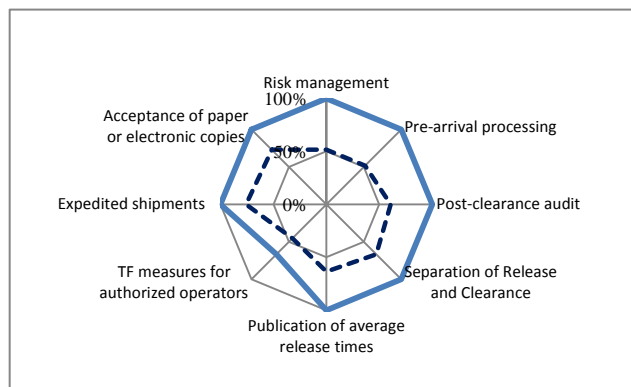 Risk management
100%
Acceptance of paper
or electronic copies
Pre-arrival processing
50%
Expedited shipments
0%
Post-clearance audit
TF measures for
authorized operators
Separation of Release
and Clearance
Publication of average
release times